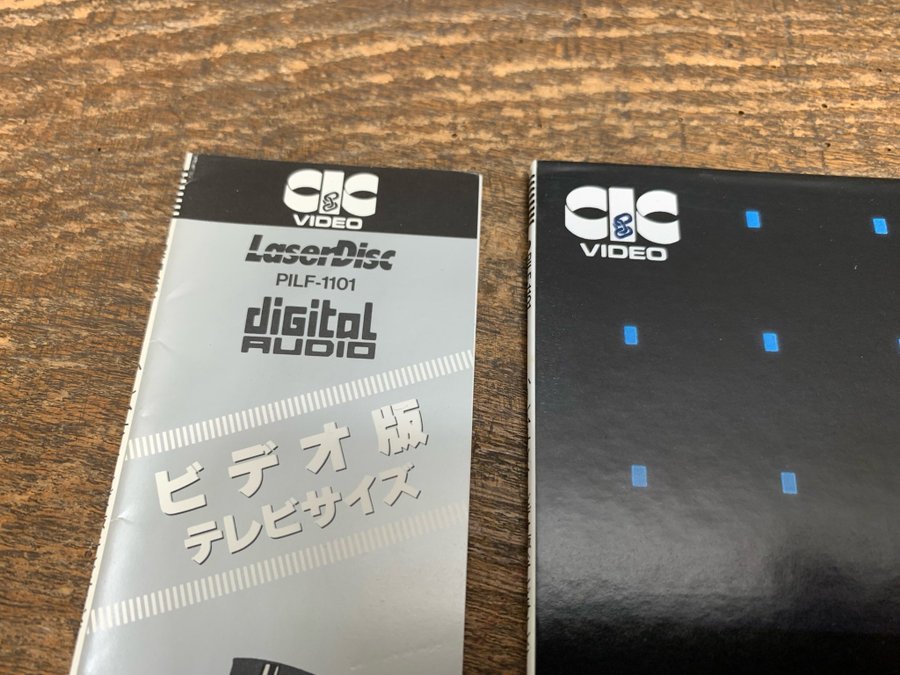 CIC
VIDEO
LaserDisc
PILF-1101
digital
AUDIO
ビデオ版
テレビサイズ
CIC
VIDEO